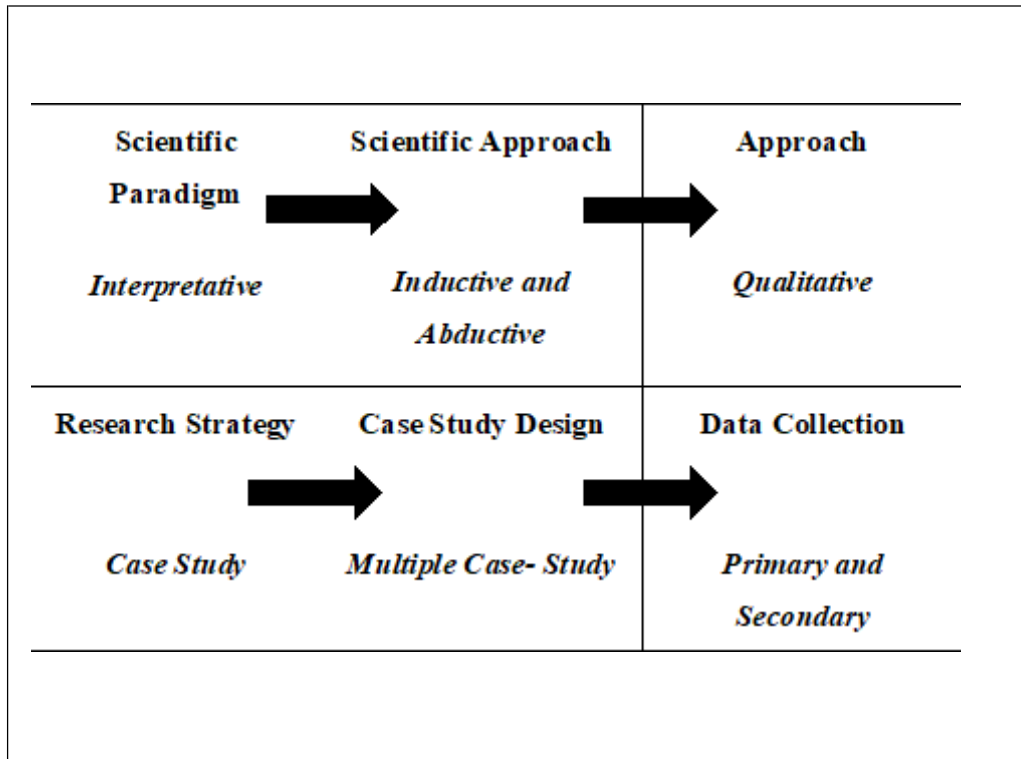 Scientific
Paradigm
Interpretative
Scientific Approach
Inductive and
Abductive
Approach
Qualitative
Research Strategy
Case Study
Case Study Design
Multiple Case- Study
Data Collection
Primary and
Secondary